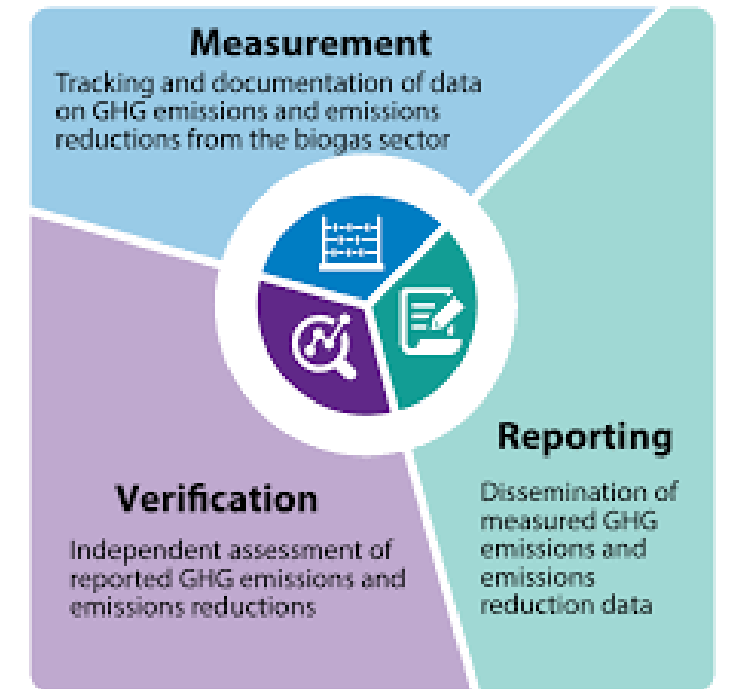 Measurement
Tracking and documentation of data
on GHG emissions and emissions
reductions from the biogas sector
Reporting
Dissemination of
measured GHG
emissions and
emissions
reduction data
Verification
Independent assessment of
reported GHG emissions and
emissions reductions